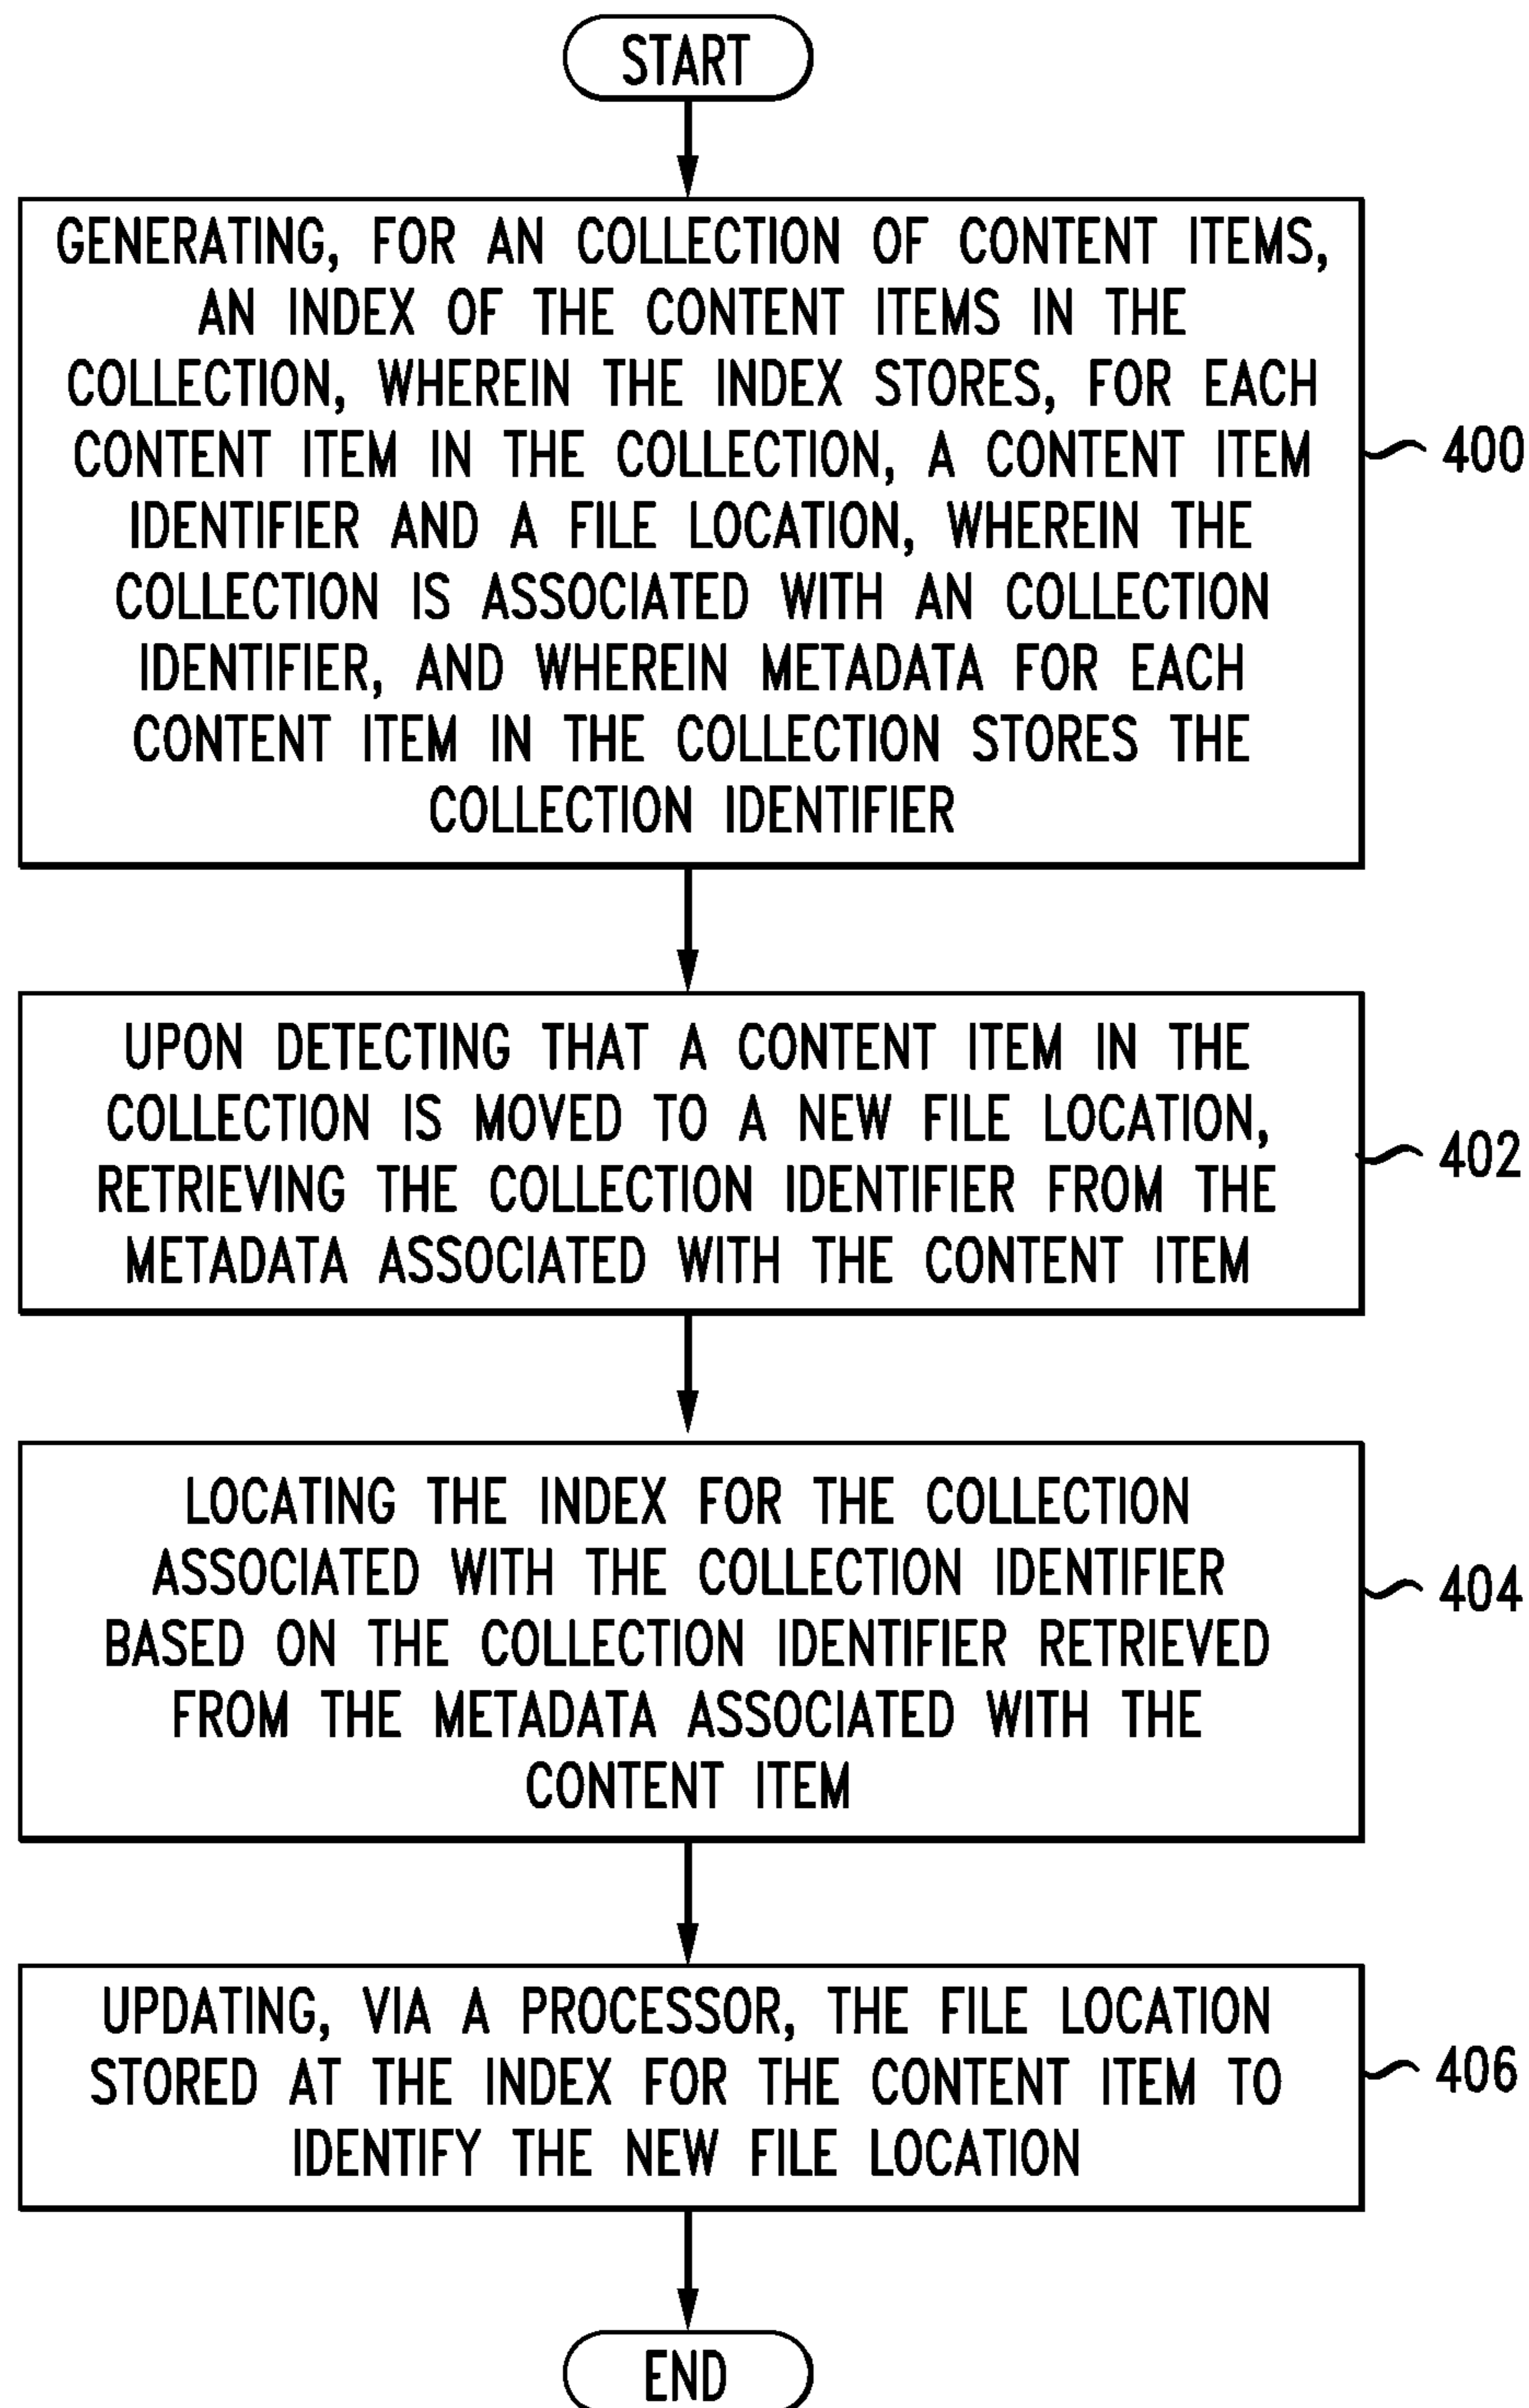 START
GENERATING, FOR AN COLLECTION OF CONTENT ITEMS,
AN INDEX OF THE CONTENT ITEMS IN THE
COLLECTION, WHEREIN THE INDEX STORES, FOR EACH
CONTENT ITEM IN THE COLLECTION, A CONTENT ITEM
IDENTIFIER AND A FILE LOCATION, WHEREIN THE
COLLECTION IS ASSOCIATED WITH AN COLLECTION
IDENTIFIER, AND WHEREIN METADATA FOR EACH
CONTENT ITEM IN THE COLLECTION STORES THE
COLLECTION IDENTIFIER
400
UPON DETECTING THAT A CONTENT ITEM IN THE
COLLECTION IS MOVED TO A NEW FILE LOCATION,
RETRIEVING THE COLLECTION IDENTIFIER FROM THE
METADATA ASSOCIATED WITH THE CONTENT ITEM
402
LOCATING THE INDEX FOR THE COLLECTION
ASSOCIATED WITH THE COLLECTION IDENTIFIER
BASED ON THE COLLECTION IDENTIFIER RETRIEVED
FROM THE METADATA ASSOCIATED WITH THE
CONTENT ITEM
404
UPDATING, VIA A PROCESSOR, THE FILE LOCATION
STORED AT THE INDEX FOR THE CONTENT ITEM TO
IDENTIFY THE NEW FILE LOCATION
406
END